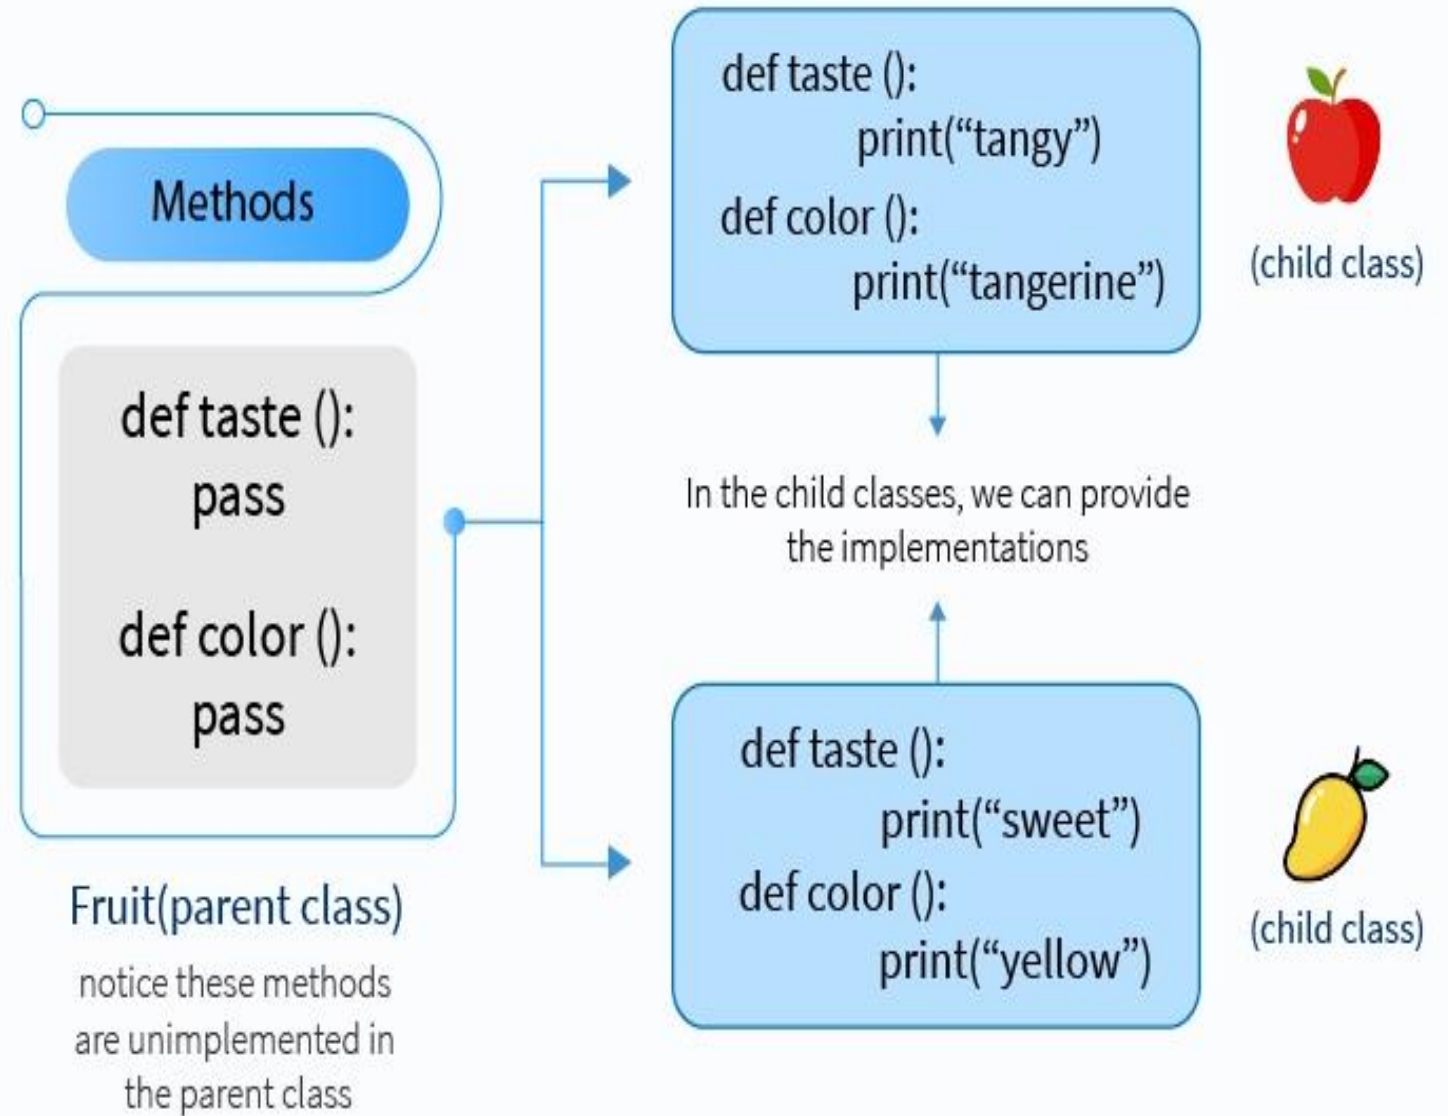 Methods
def taste ():
pass
def color ():
pass
Fruit(parent class)
notice these methods
are unimplemented in
the parent class
def taste ():
print(“tangy”)
def color ():
print(“tangerine”)
(child class)
In the child classes, we can provide
the implementations
def taste ():
print(“sweet”)
def color ():
print(“yellow”)
(child class)